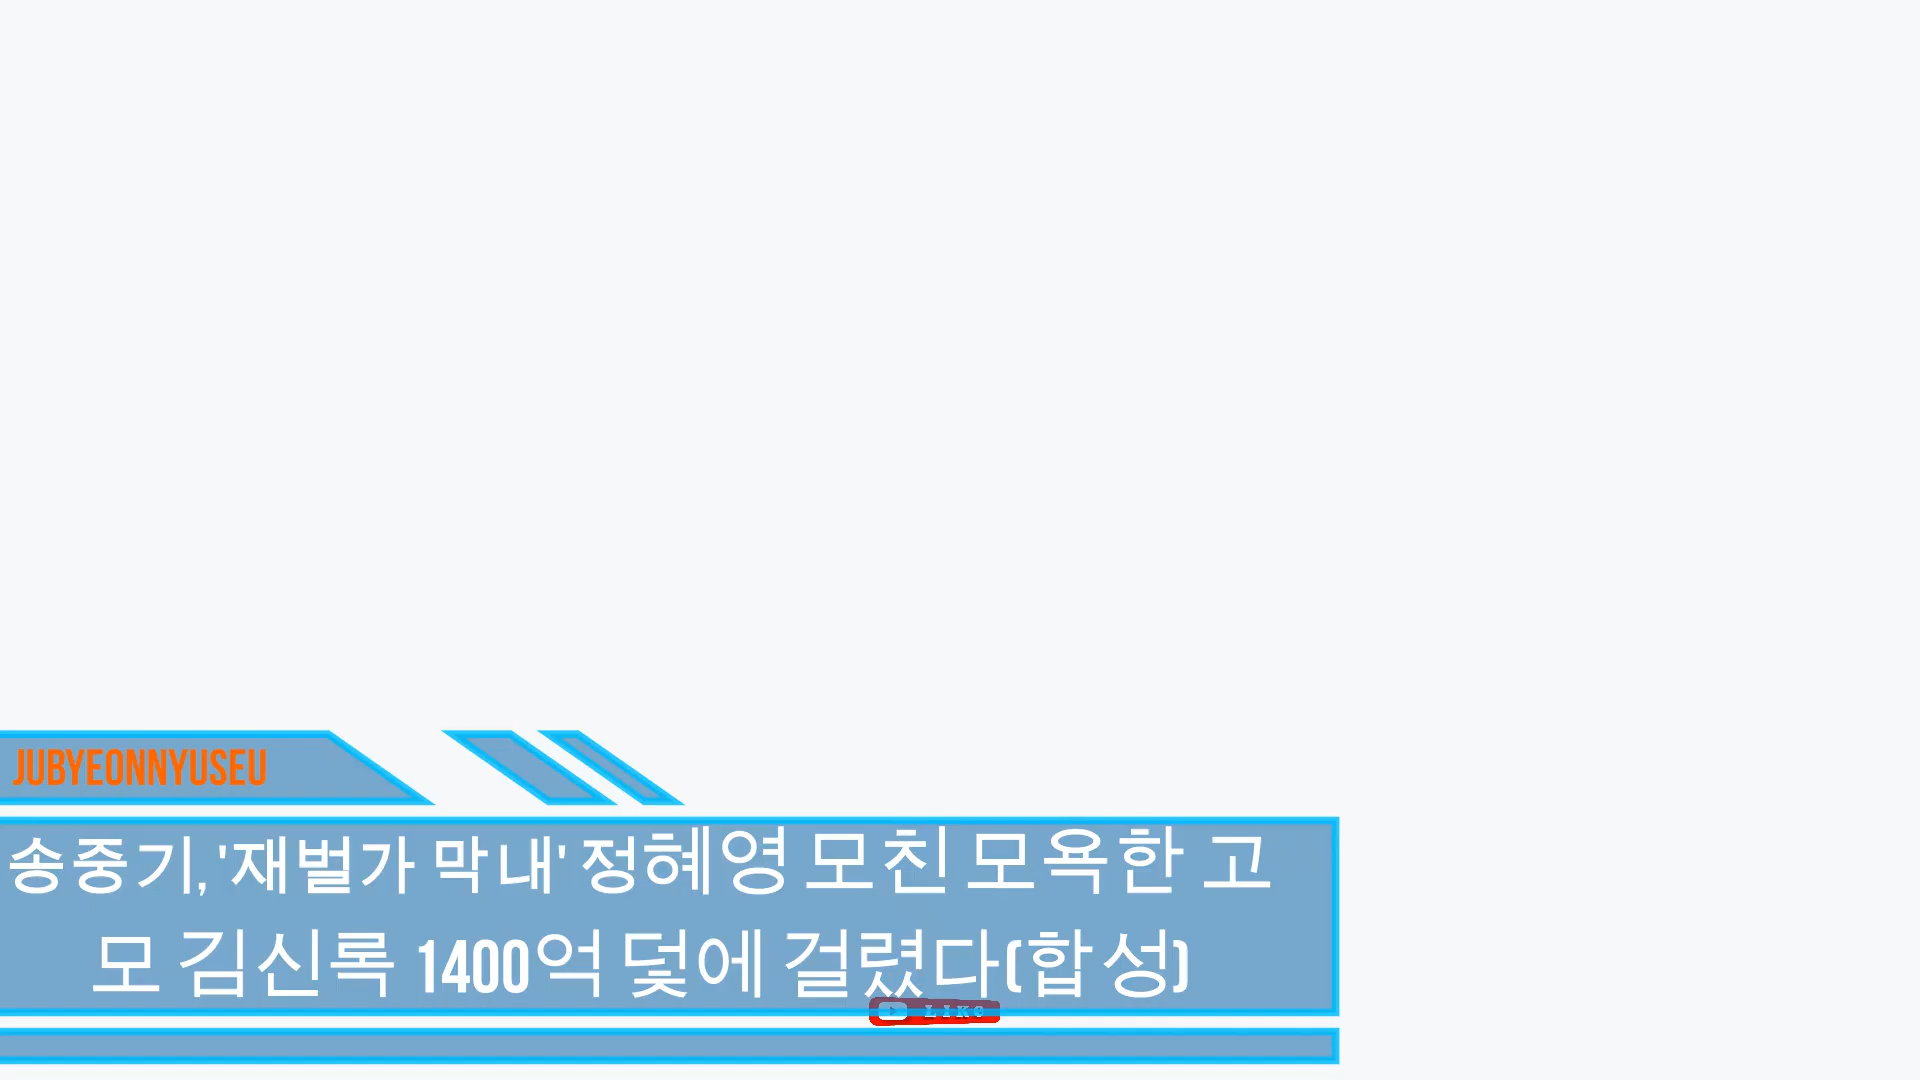 JUBYEONNYUSEU
송중기, '재벌가 막내' 정혜영 모친 모욕한 고
모 김신록 1400억 덫에 걸렸다(합성)
LIKE